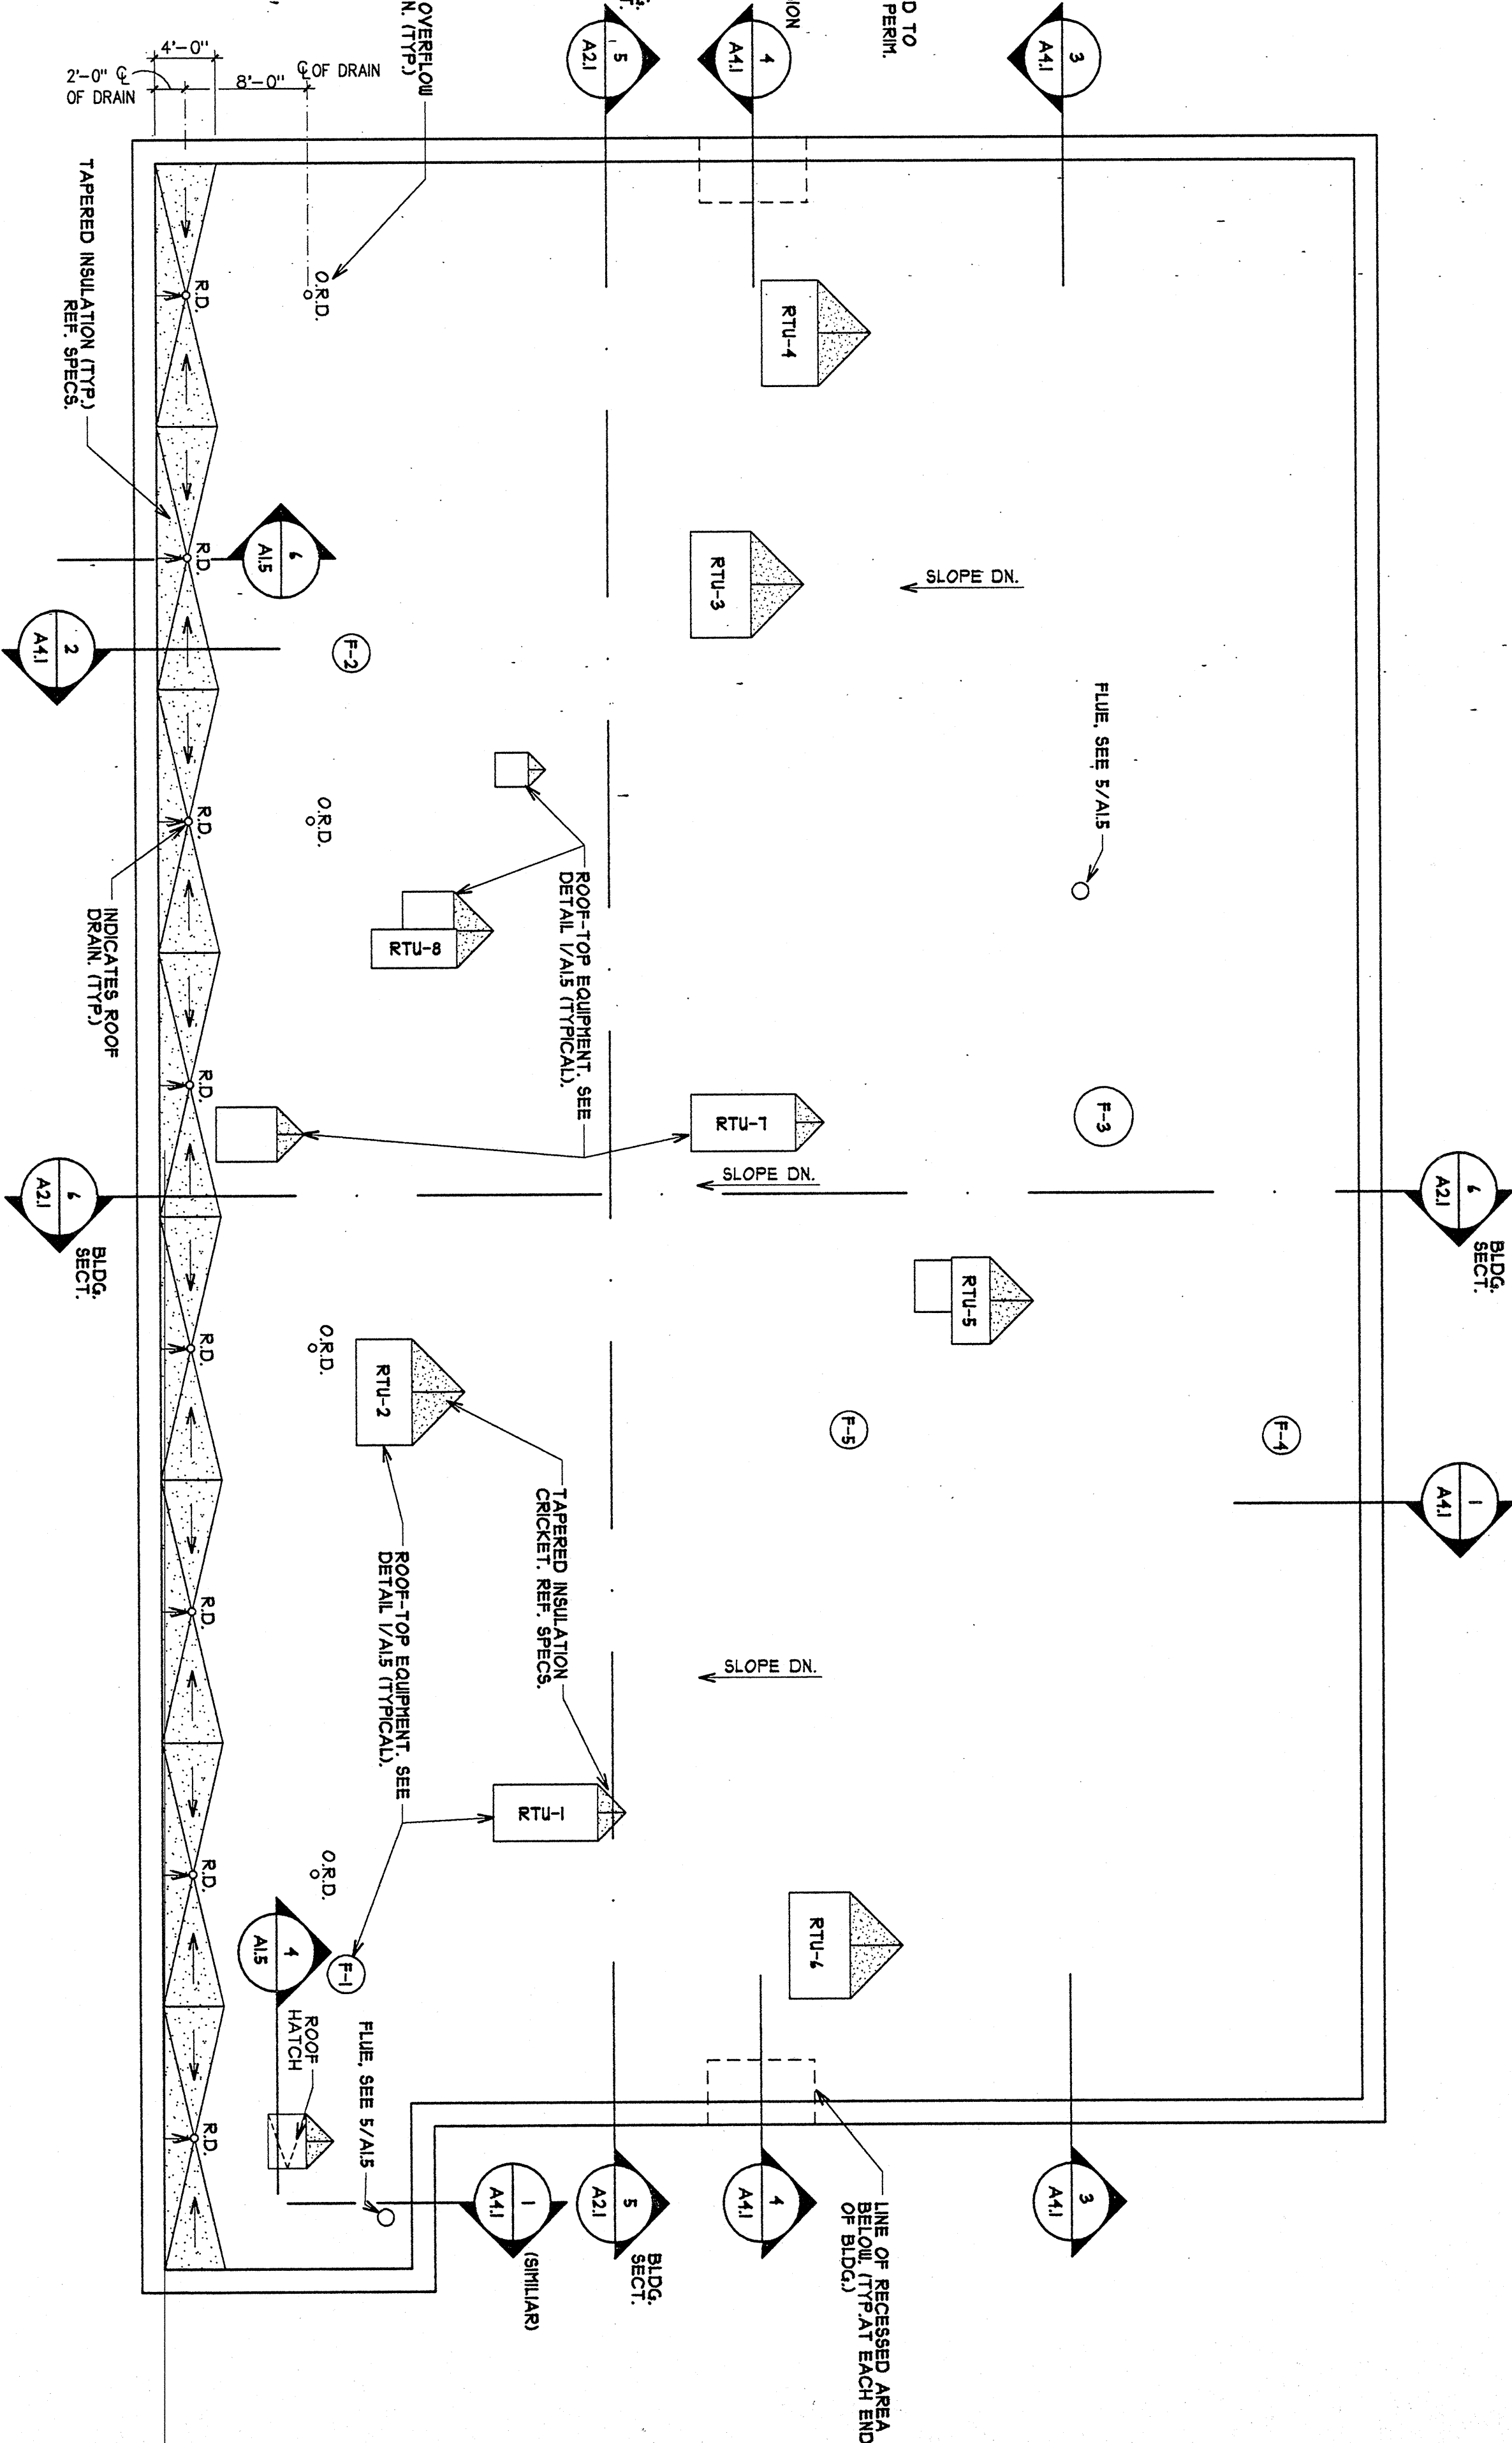 D TO
PERIM.
ION
OVERFLOW
N. (TYP.)
G.
T.
3
A4.1
4
A4.1
5
A2.1
4'-0"
2'-0" ℄
OF DRAIN
8'-0"
℄ OF DRAIN
TAPERED INSULATION (TYP.)
REF. SPECS.
R.D.
O.R.D.
RTU-4
R.D.
6
A1.5
2
A4.1
F-2
RTU-3
SLOPE DN.
FLUE, SEE 5/A1.5
R.D.
O.R.D.
INDICATES ROOF
DRAIN. (TYP.)
RTU-8
ROOF-TOP EQUIPMENT. SEE
DETAIL 1/A1.5 (TYPICAL).
R.D.
RTU-7
F-3
SLOPE DN.
6
A2.1
BLDG.
SECT.
6
A2.1
BLDG.
SECT.
RTU-5
R.D.
O.R.D.
RTU-2
F-5
F-4
1
A4.1
TAPERED INSULATION
CRICKET. REF. SPECS.
ROOF-TOP EQUIPMENT. SEE
DETAIL 1/A1.5 (TYPICAL).
R.D.
SLOPE DN.
RTU-1
R.D.
O.R.D.
4
A1.5
F-1
RTU-6
ROOF
HATCH
FLUE, SEE 5/A1.5
R.D.
1
A4.1
(SIMILIAR)
5
A2.1
BLDG.
SECT.
4
A4.1
3
A4.1
LINE OF RECESSED AREA
BELOW. (TYP. AT EACH END
OF BLDG.)